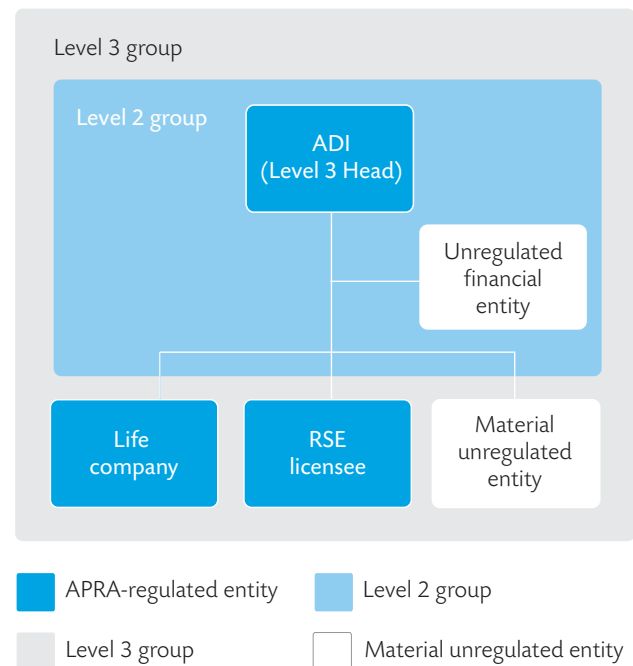 Level 3 group
Level 2 group
ADI
(Level 3 Head)
Unregulated
financial
entity
Life
company
RSE
licensee
Material
unregulated
entity
APRA-regulated entity
Level 2 group
Level 3 group
Material unregulated entity